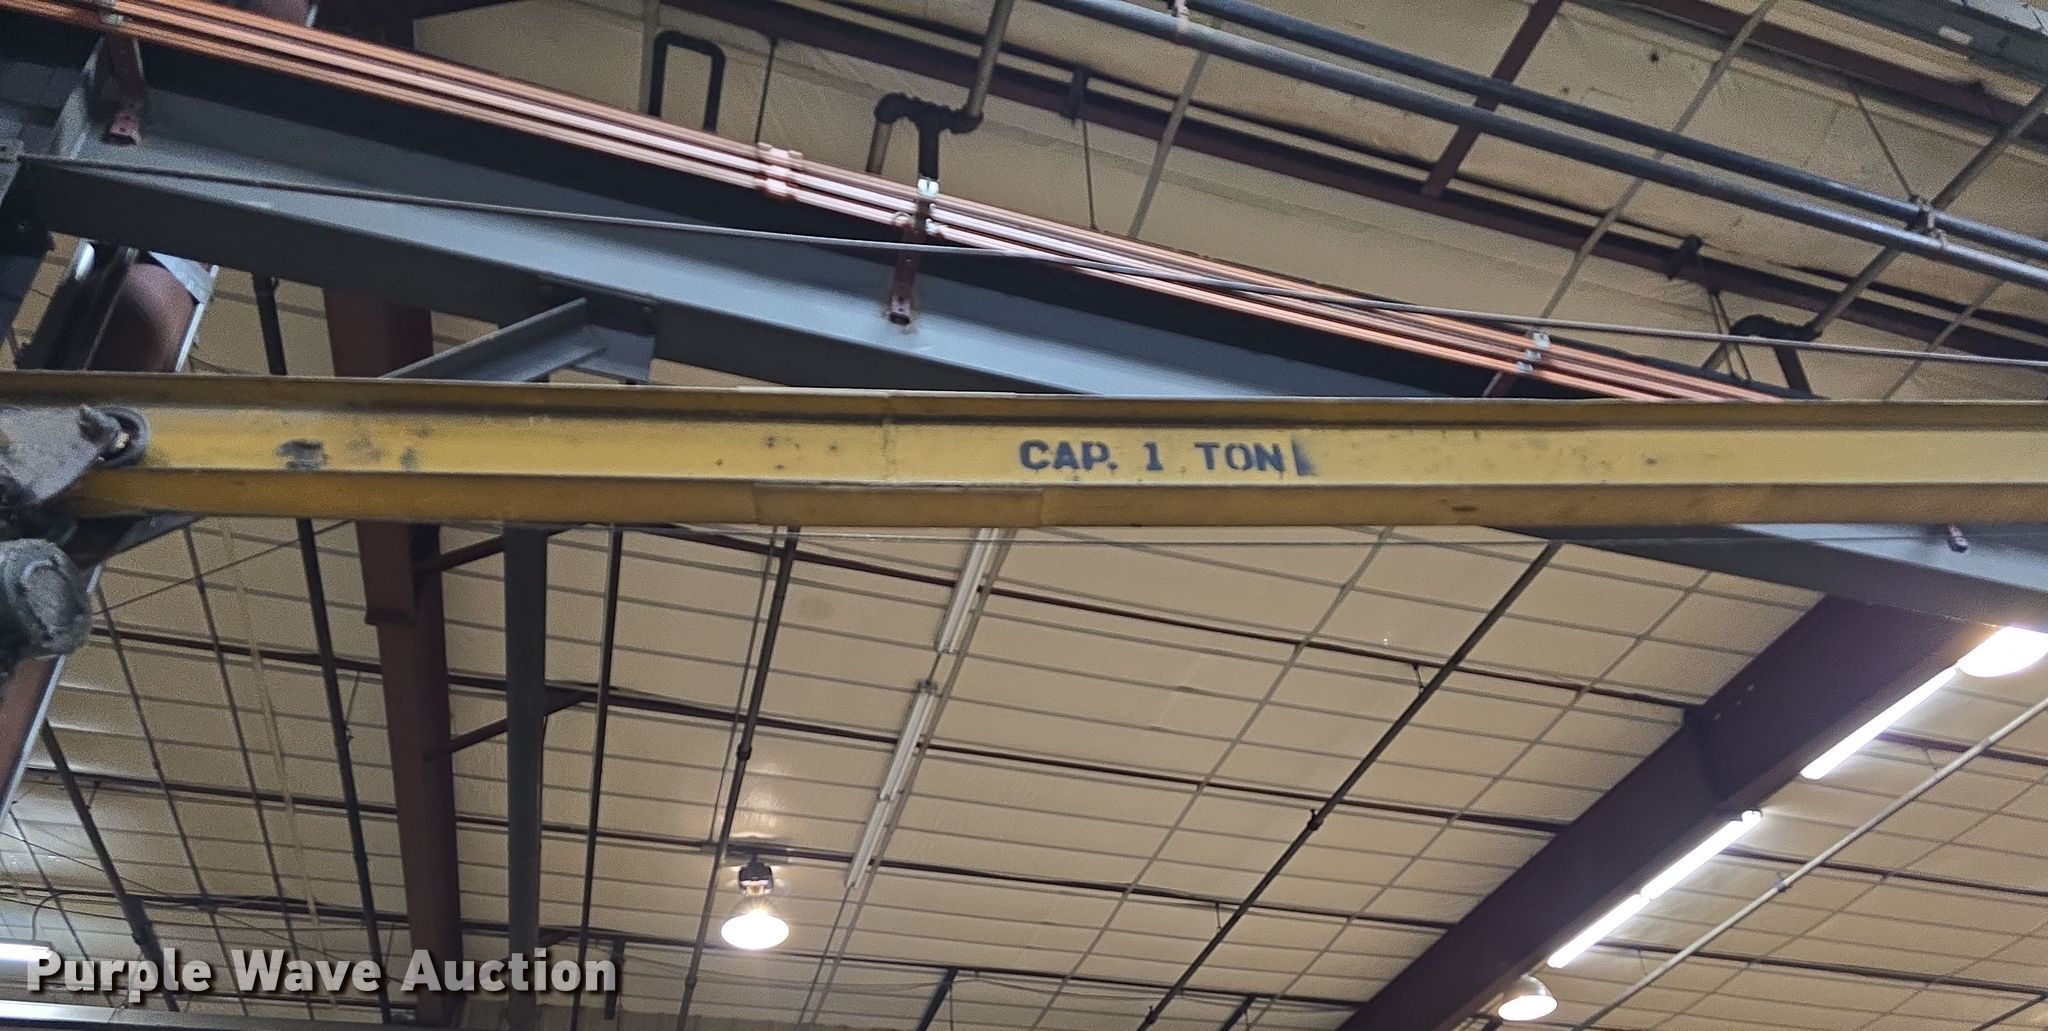 CAP. 1 TON
Purple Wave Auction